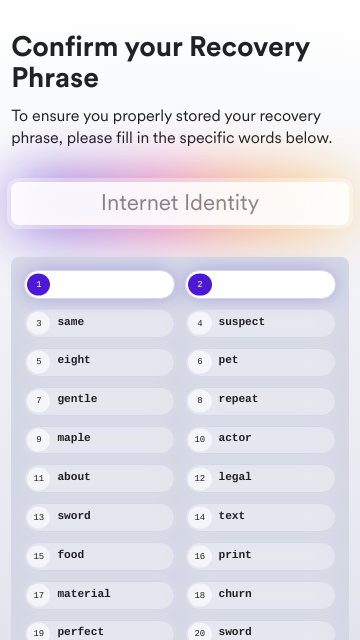 Confirm your Recovery
Phrase
To ensure you properly stored your recovery
phrase, please fill in the specific words below.
Internet Identity
1 2
3 same 4 suspect
5 eight 6 pet
7 gentle 8 repeat
9 maple 10 actor
11 about 12 legal
13 sword 14 text
15 food 16 print
17 material 18 churn
19 perfect 20 sword